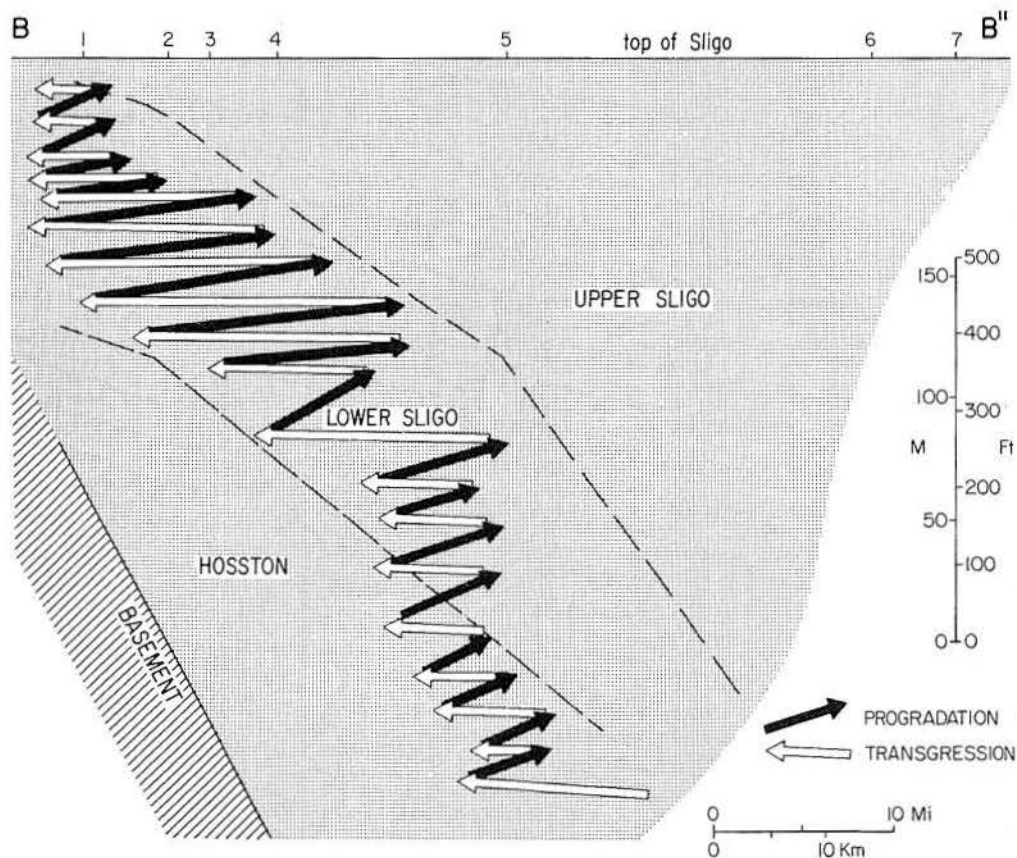 B 1 2 3 4 5 top of Sligo 6 7 B"
UPPER SLIGO
LOWER SLIGO
HOSSTON
BASEMENT
500
150
400
100 300
M Ft
200
50
100
0 0
PROGRADATION
TRANSGRESSION
0 10 Mi
0 10 Km